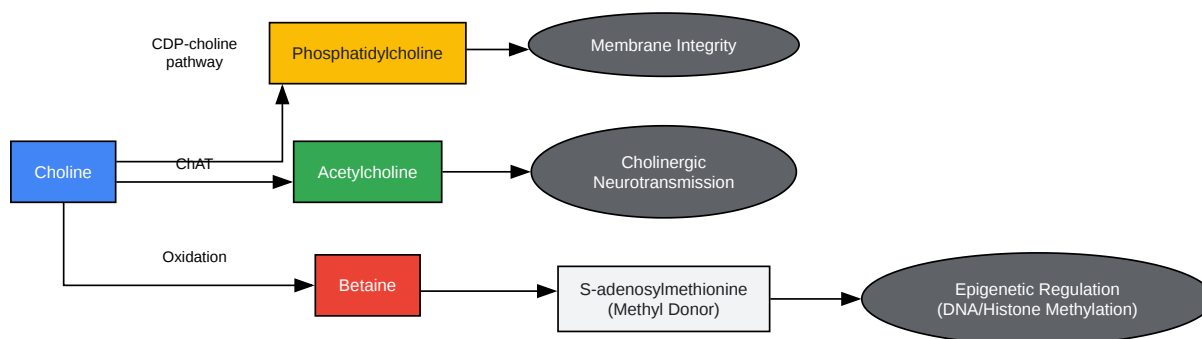 CDP-choline
pathway
Phosphatidylcholine
Membrane Integrity
Choline
ChAT
Acetylcholine
Cholinergic
Neurotransmission
Oxidation
Betaine
S-adenosylmethionine
(Methyl Donor)
Epigenetic Regulation
(DNA/Histone Methylation)